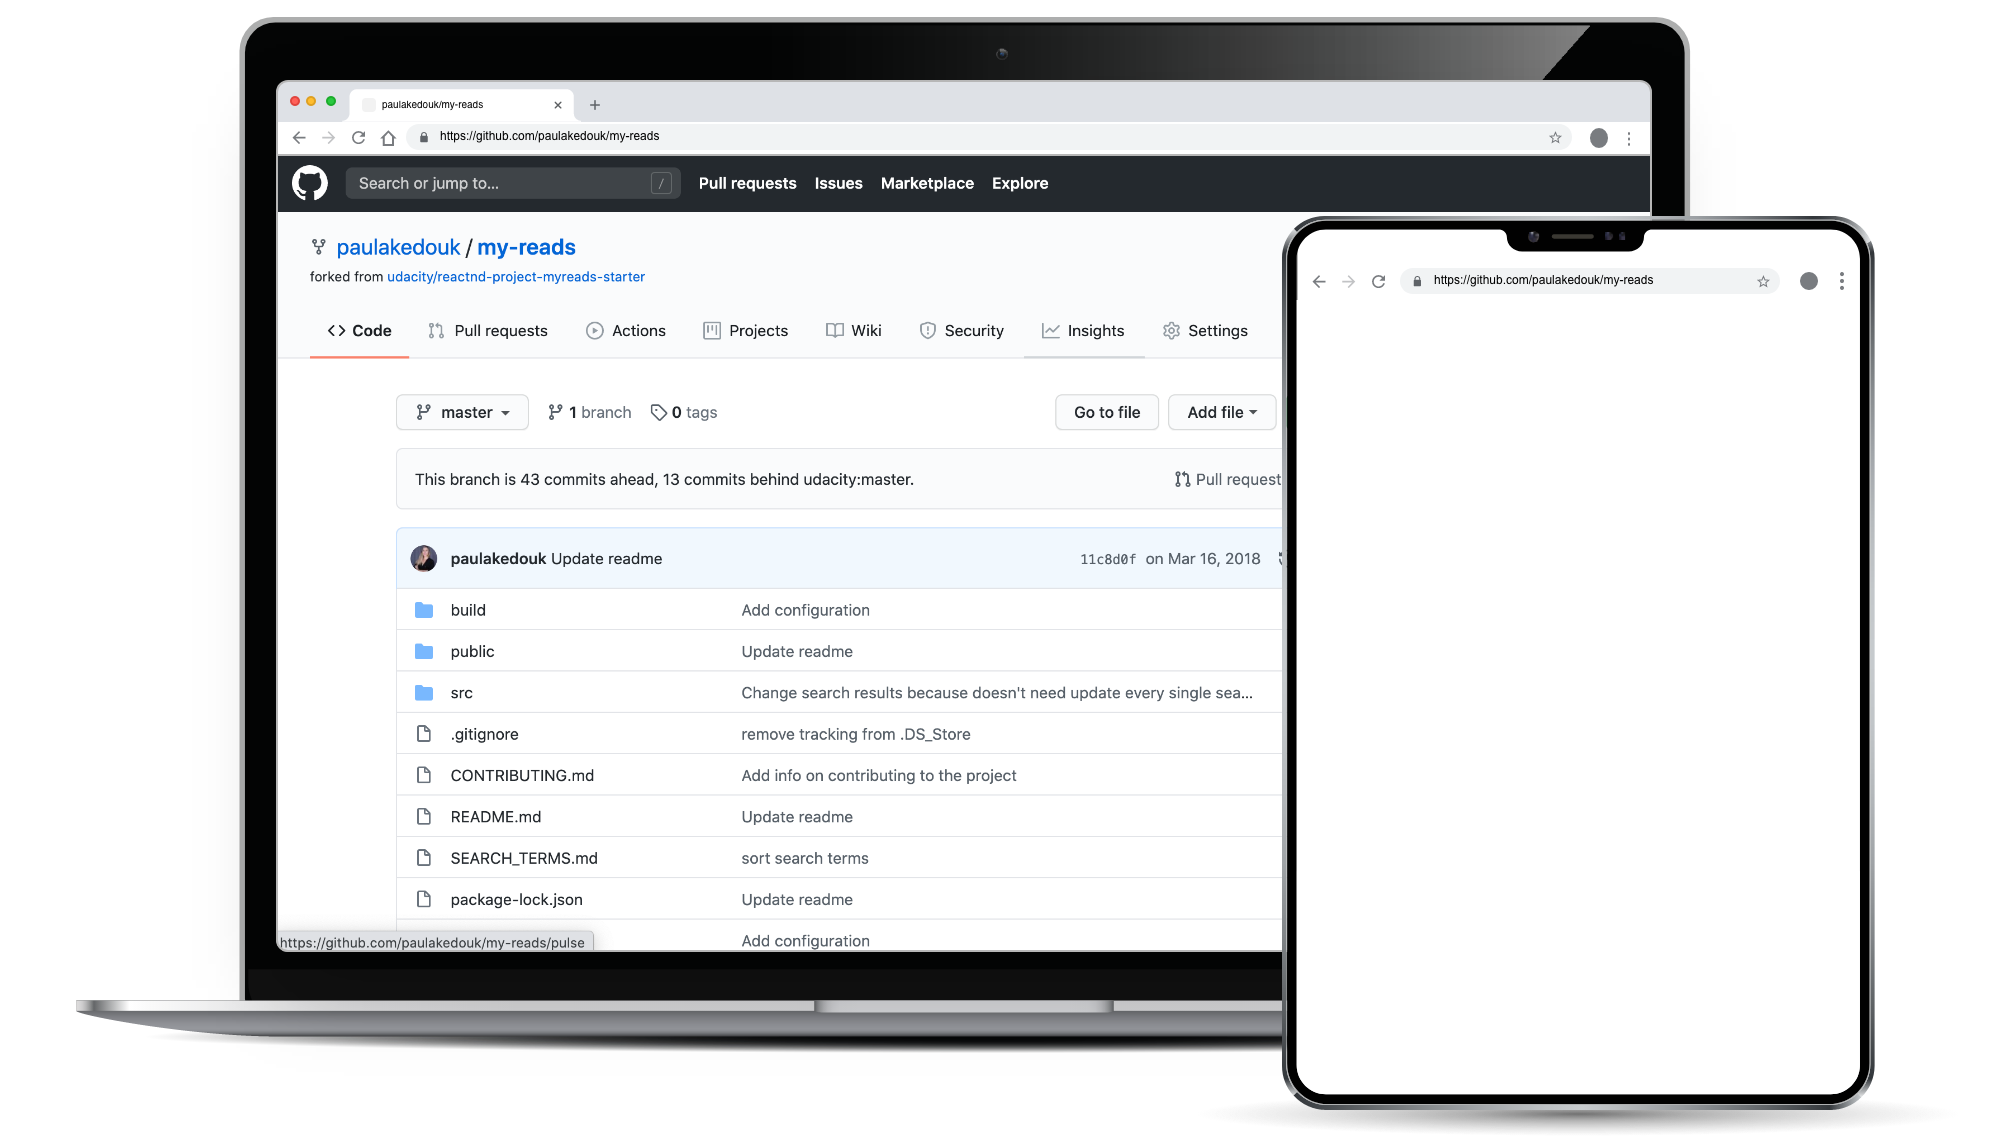 paulakedouk/my-reads
https://github.com/paulakedouk/my-reads
Search or jump to... /
Pull requests Issues Marketplace Explore
paulakedouk / my-reads
forked from udacity/reactnd-project-myreads-starter
Code Pull requests Actions Projects Wiki Security Insights Settings
master 1 branch 0 tags Go to file Add file
This branch is 43 commits ahead, 13 commits behind udacity:master. Pull request
paulakedouk Update readme 11c8d0f on Mar 16, 2018
build Add configuration
public Update readme
src Change search results because doesn't need update every single sea...
.gitignore remove tracking from .DS_Store
CONTRIBUTING.md Add info on contributing to the project
README.md Update readme
SEARCH_TERMS.md sort search terms
package-lock.json Update readme
Add configuration
https://github.com/paulakedouk/my-reads/pulse
https://github.com/paulakedouk/my-reads